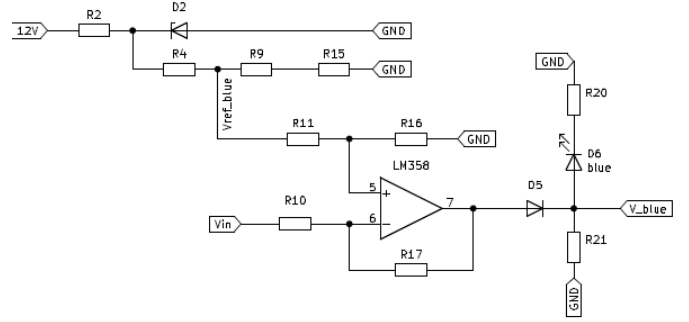 R2
D2
12V
GND
R4
R9
R15
GND
GND
Vref_blue
R20
R11
R16
GND
LM358
D6
blue
5
+
7
D5
R10
6
−
Vin
V_blue
R17
R21
GND